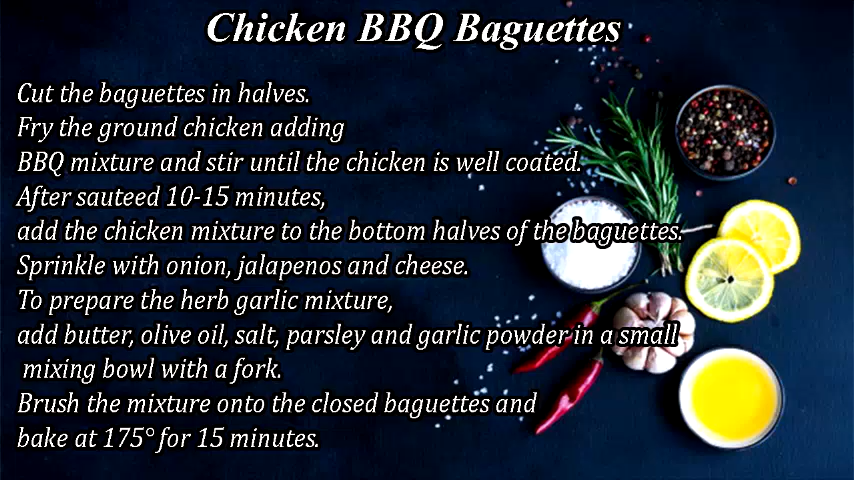 Chicken BBQ Baguettes
Cut the baguettes in halves.
Fry the ground chicken adding
BBQ mixture and stir until the chicken is well coated.
After sauteed 10-15 minutes,
add the chicken mixture to the bottom halves of the baguettes.
Sprinkle with onion, jalapenos and cheese.
To prepare the herb garlic mixture,
add butter, olive oil, salt, parsley and garlic powder in a small
mixing bowl with a fork.
Brush the mixture onto the closed baguettes and
bake at 175° for 15 minutes.